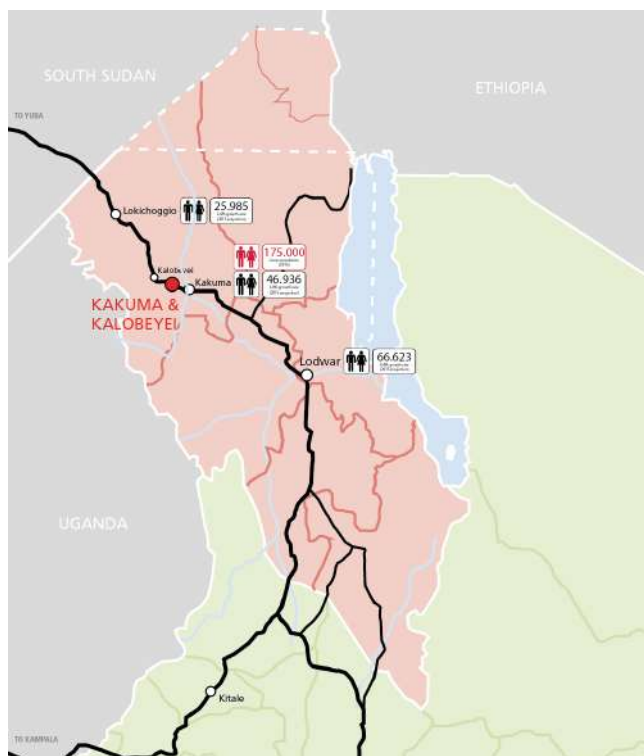 SOUTH SUDAN
ETHIOPIA
TO YUBA
Lokichoggio
25.985
175.000
Kalobeyei
Kakuma
46.936
KAKUMA &
KALOBEYEI
Lodwar
66.623
UGANDA
Kitale
TO KAMPALA